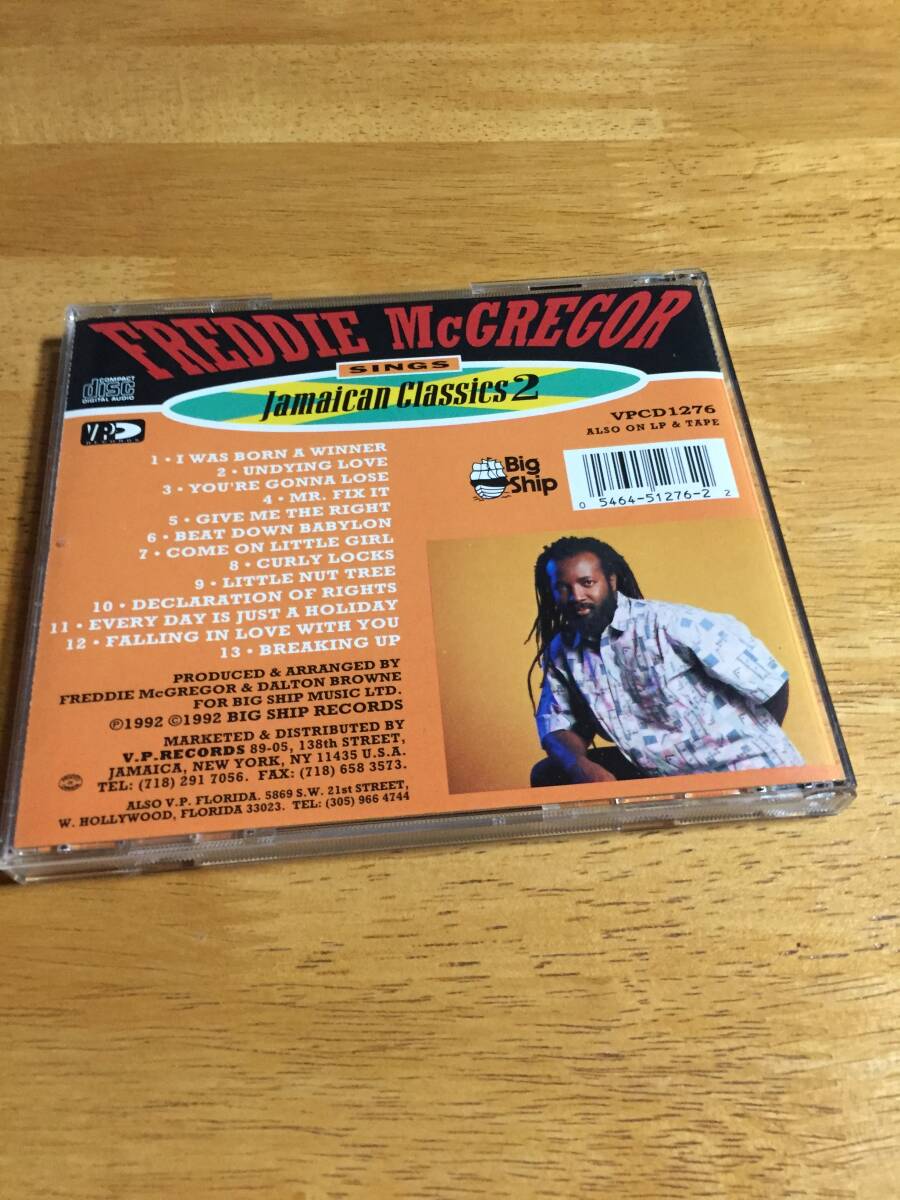 FREDDIE McGREGOR
SINGS
Jamaican Classics 2
COMPACT
disc
DIGITAL AUDIO
VP
RECORDS
VPCD1276
ALSO ON LP & TAPE
Big
Ship
0 5464-51276-2 2
1 • I WAS BORN A WINNER
2 • UNDYING LOVE
3 • YOU'RE GONNA LOSE
4 • MR. FIX IT
5 • GIVE ME THE RIGHT
6 • BEAT DOWN BABYLON
7 • COME ON LITTLE GIRL
8 • CURLY LOCKS
9 • LITTLE NUT TREE
10 • DECLARATION OF RIGHTS
11 • EVERY DAY IS JUST A HOLIDAY
12 • FALLING IN LOVE WITH YOU
13 • BREAKING UP
PRODUCED & ARRANGED BY
FREDDIE McGREGOR & DALTON BROWNE
FOR BIG SHIP MUSIC LTD.
℗1992 ©1992 BIG SHIP RECORDS
MARKETED & DISTRIBUTED BY
V.P.RECORDS 89-05, 138th STREET,
JAMAICA, NEW YORK, NY 11435 U.S.A.
TEL: (718) 291 7056. FAX: (718) 658 3573.
ALSO V.P. FLORIDA. 5869 S.W. 21st STREET,
W. HOLLYWOOD, FLORIDA 33023. TEL: (305) 966 4744